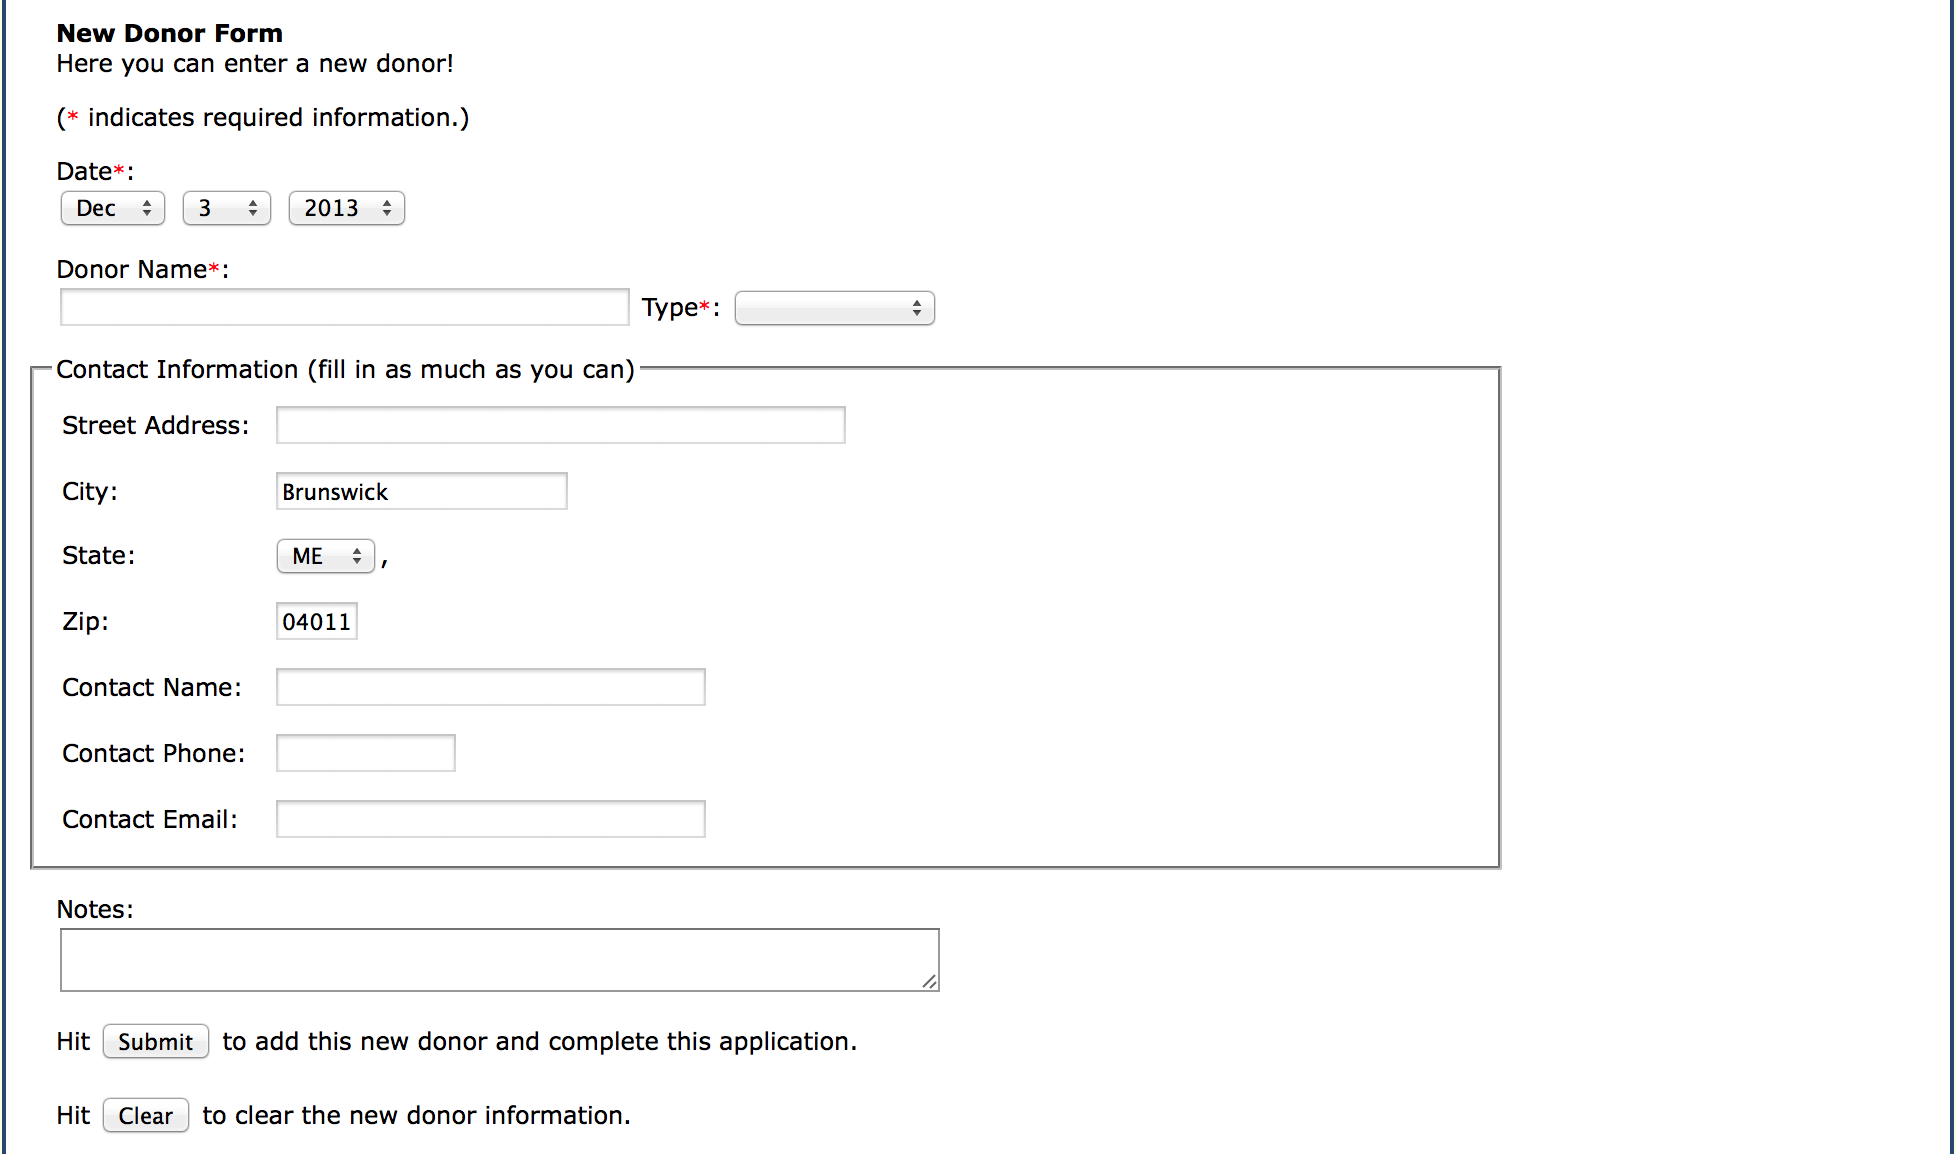 New Donor Form
Here you can enter a new donor!
(* indicates required information.)
Date*:
Dec 3 2013
Donor Name*:
Type*:
Contact Information (fill in as much as you can)
Street Address:
City: Brunswick
State: ME ,
Zip: 04011
Contact Name:
Contact Phone:
Contact Email:
Notes:
Hit Submit to add this new donor and complete this application.
Hit Clear to clear the new donor information.